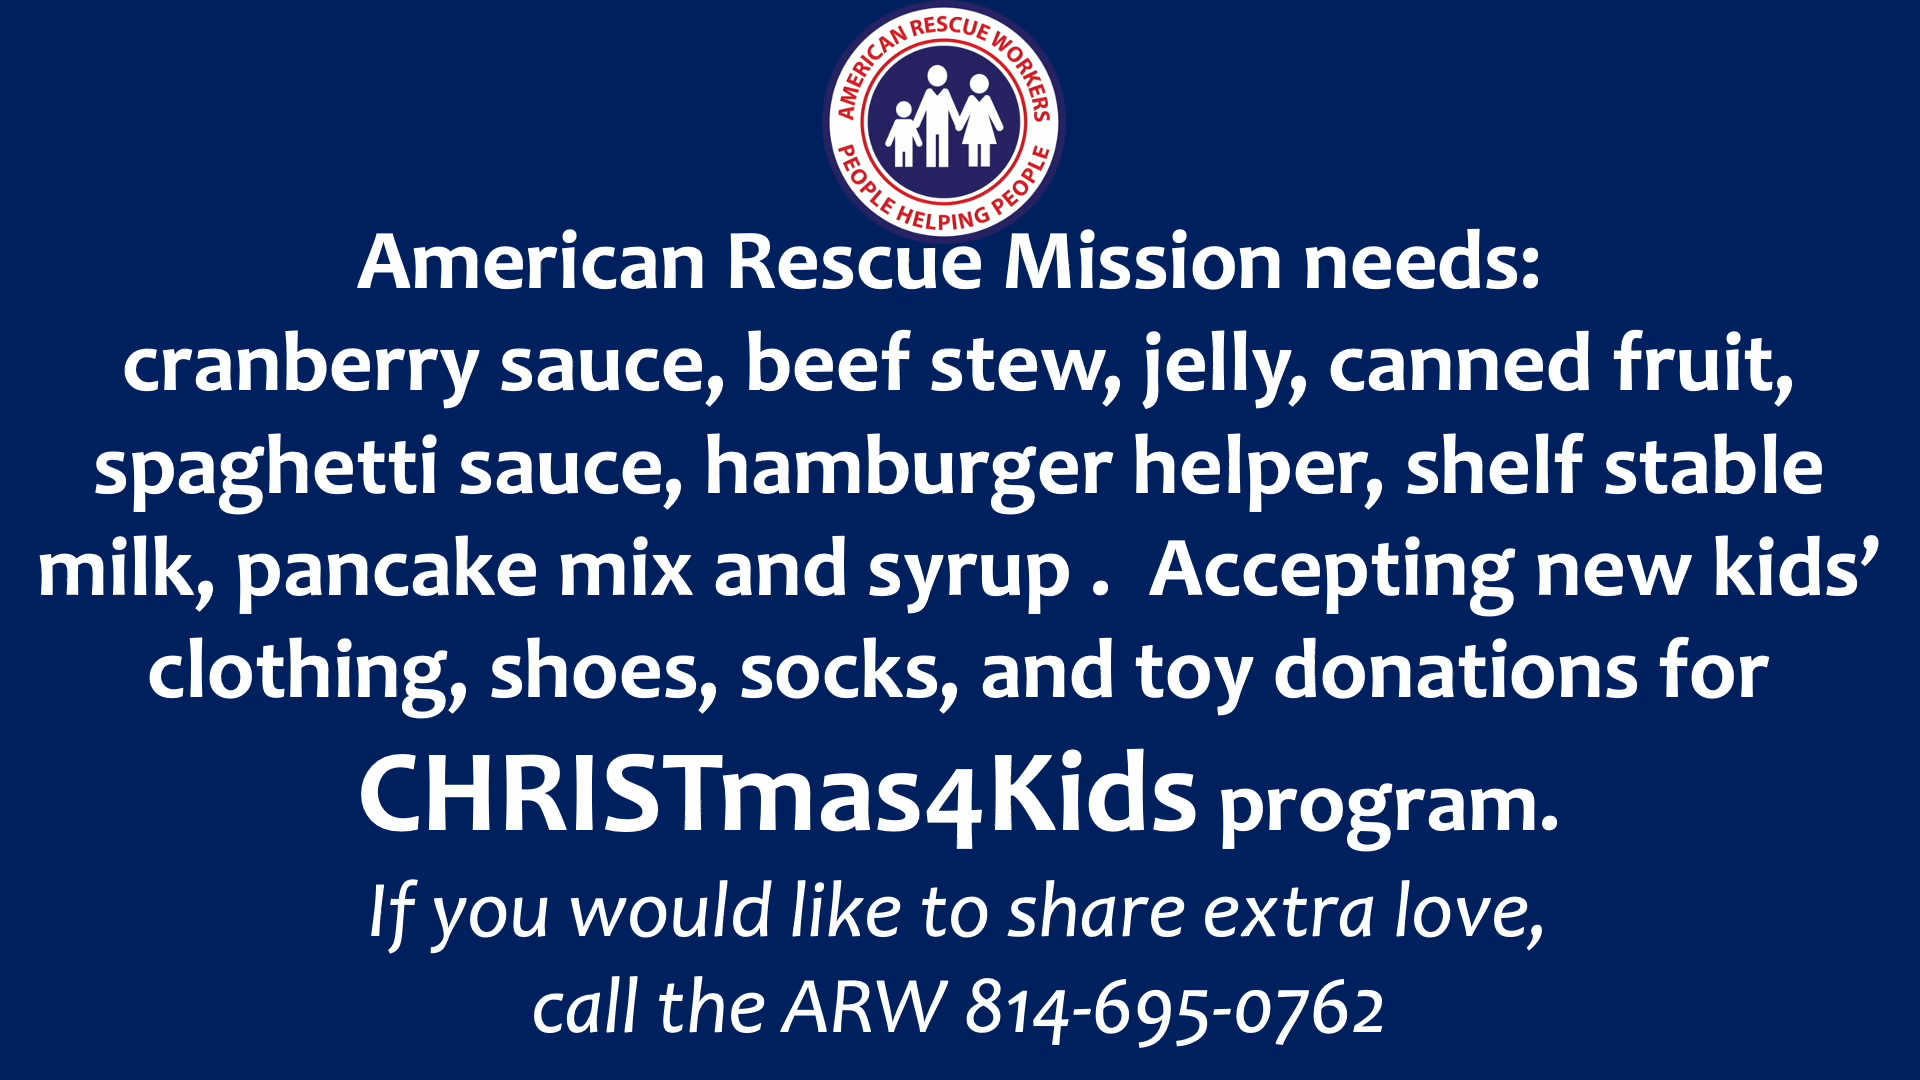 AMERICAN RESCUE WORKERS
PEOPLE HELPING PEOPLE
American Rescue Mission needs:
cranberry sauce, beef stew, jelly, canned fruit,
spaghetti sauce, hamburger helper, shelf stable
milk, pancake mix and syrup .  Accepting new kids’
clothing, shoes, socks, and toy donations for
CHRISTmas4Kids program.
If you would like to share extra love,
call the ARW 814-695-0762